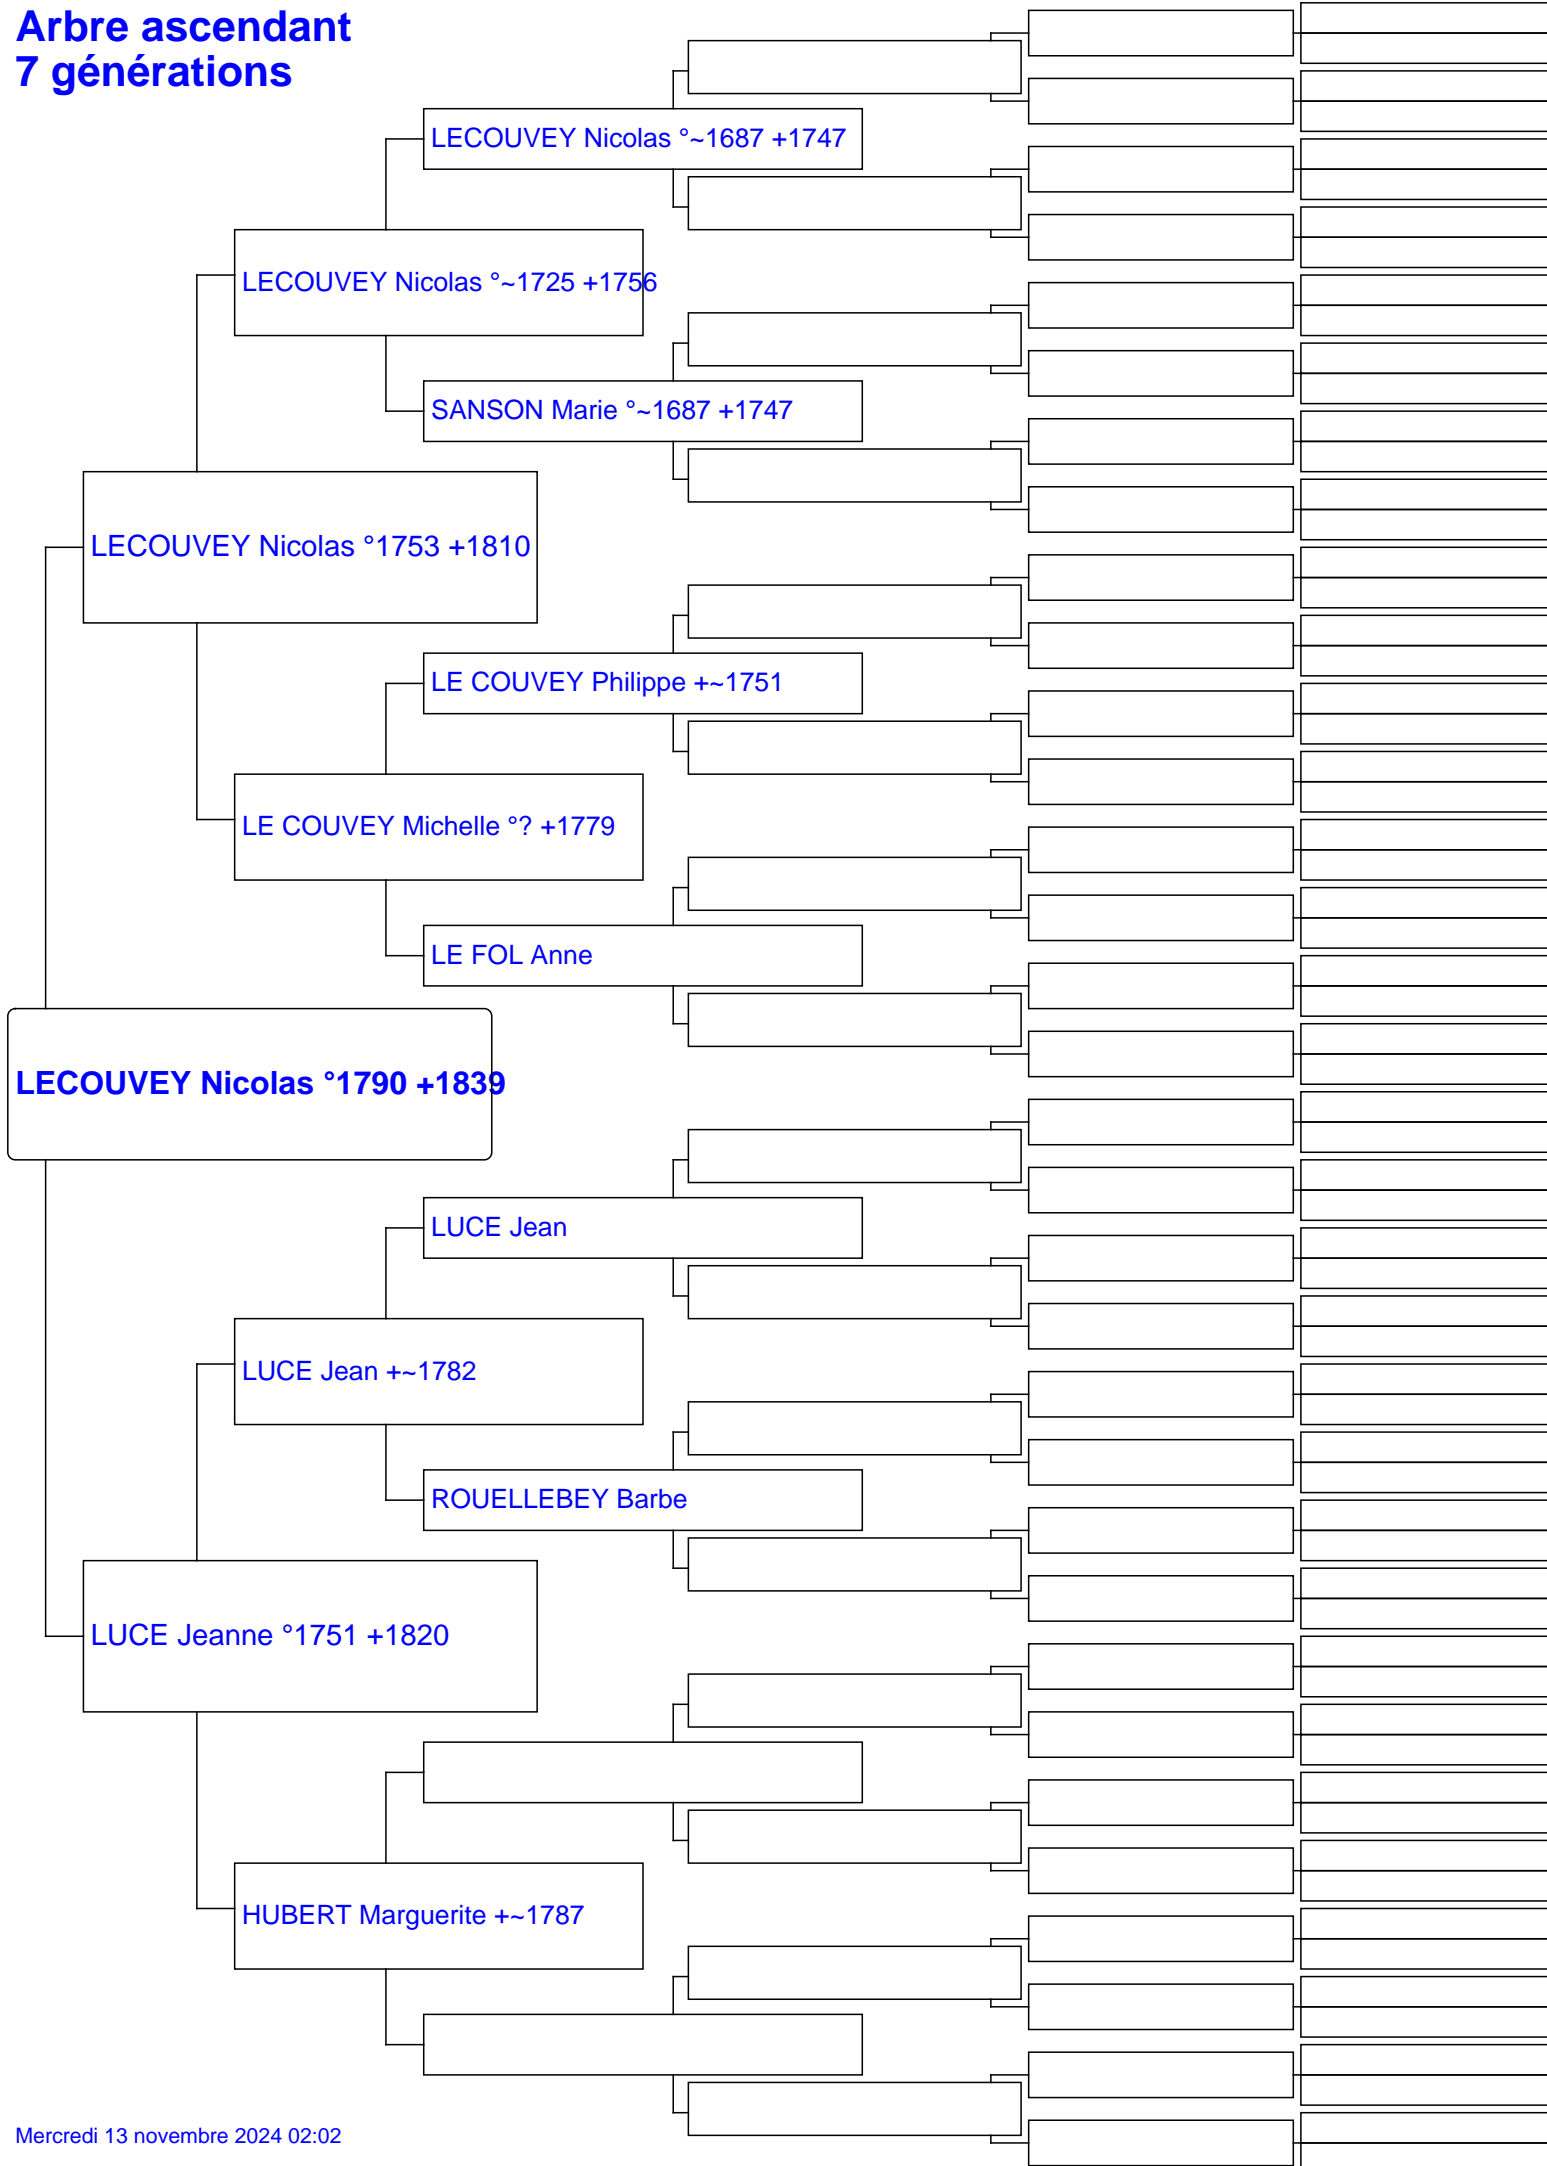 Arbre ascendant
7 générations
LECOUVEY Nicolas °~1687 +1747
LECOUVEY Nicolas °~1725 +1756
SANSON Marie °~1687 +1747
LECOUVEY Nicolas °1753 +1810
LE COUVEY Philippe +~1751
LE COUVEY Michelle °? +1779
LE FOL Anne
LECOUVEY Nicolas °1790 +1839
LUCE Jean
LUCE Jean +~1782
ROUELLEBEY Barbe
LUCE Jeanne °1751 +1820
HUBERT Marguerite +~1787
Mercredi 13 novembre 2024 02:02